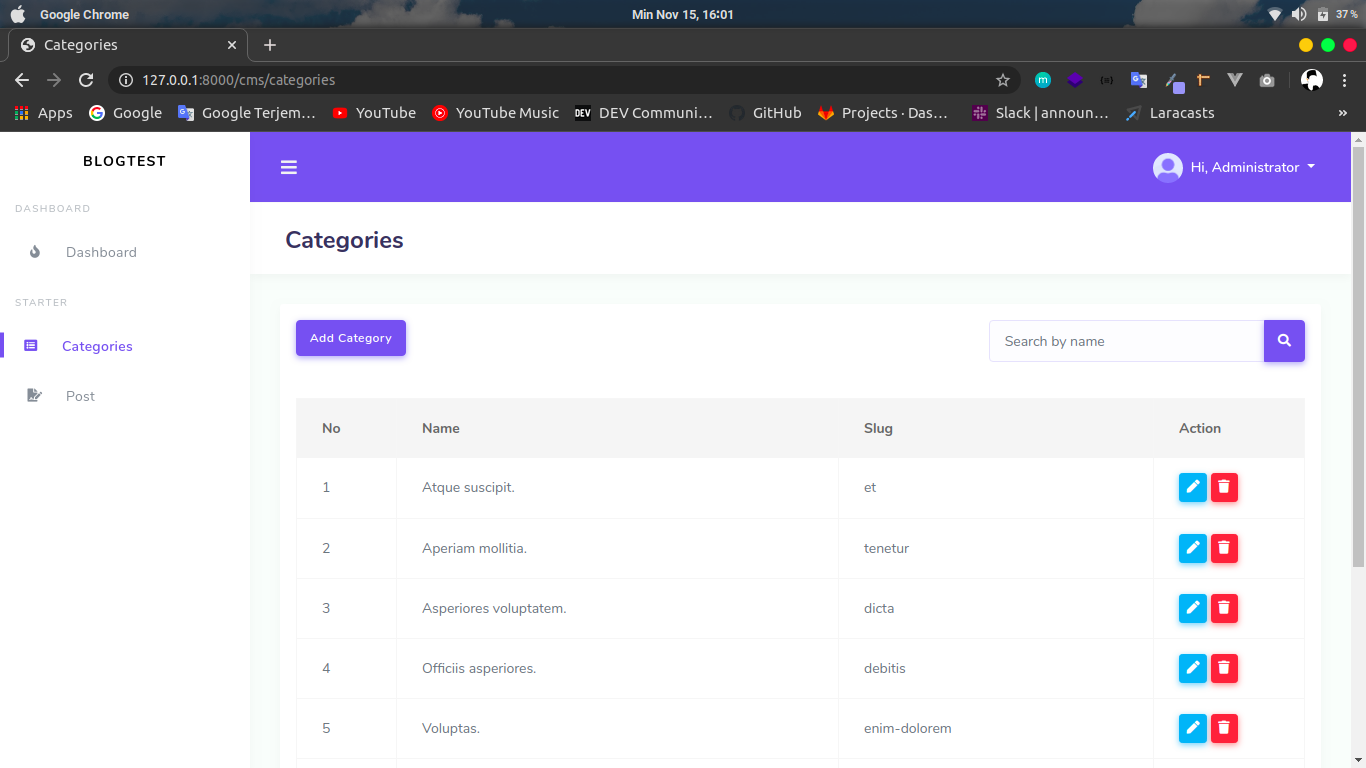 Google Chrome Min Nov 15, 16:01 37%
Categories
127.0.0.1:8000/cms/categories
Apps Google Google Terjem... YouTube YouTube Music DEV DEV Communi... GitHub Projects · Das... Slack | announ... Laracasts »
BLOGTEST
Hi, Administrator
DASHBOARD
Dashboard
Categories
STARTER
Categories
Post
Add Category
Search by name
No Name Slug Action
1 Atque suscipit. et
2 Aperiam mollitia. tenetur
3 Asperiores voluptatem. dicta
4 Officiis asperiores. debitis
5 Voluptas. enim-dolorem